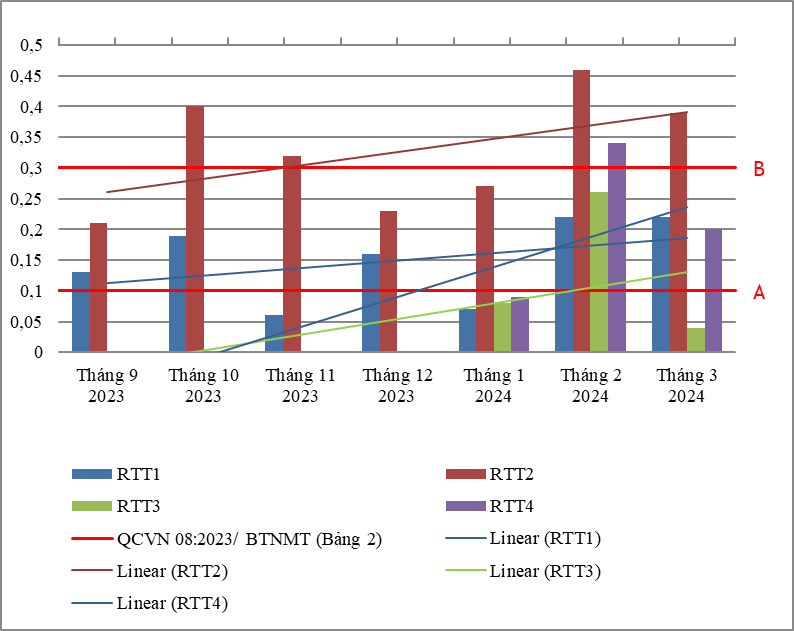 0,5
0,45
0,4
0,35
0,3
B
0,25
0,2
0,15
0,1
A
0,05
0
Tháng 9 Tháng 10 Tháng 11 Tháng 12 Tháng 1 Tháng 2 Tháng 3
2023 2023 2023 2023 2024 2024 2024
RTT1 RTT2
RTT3 RTT4
QCVN 08:2023/ BTNMT (Bảng 2) Linear (RTT1)
Linear (RTT2) Linear (RTT3)
Linear (RTT4)